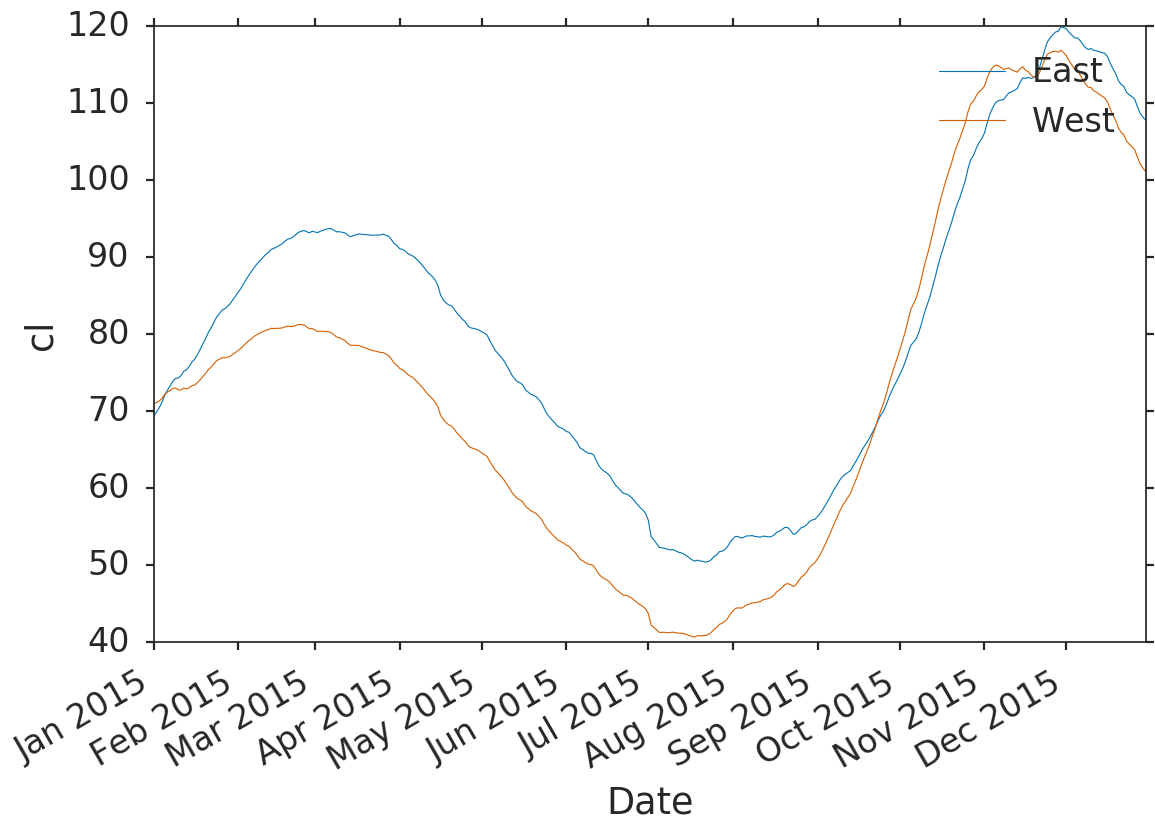 120
110
100
90
80
70
60
50
40
cl
East
West
Jan 2015
Feb 2015
Mar 2015
Apr 2015
May 2015
Jun 2015
Jul 2015
Aug 2015
Sep 2015
Oct 2015
Nov 2015
Dec 2015
Date